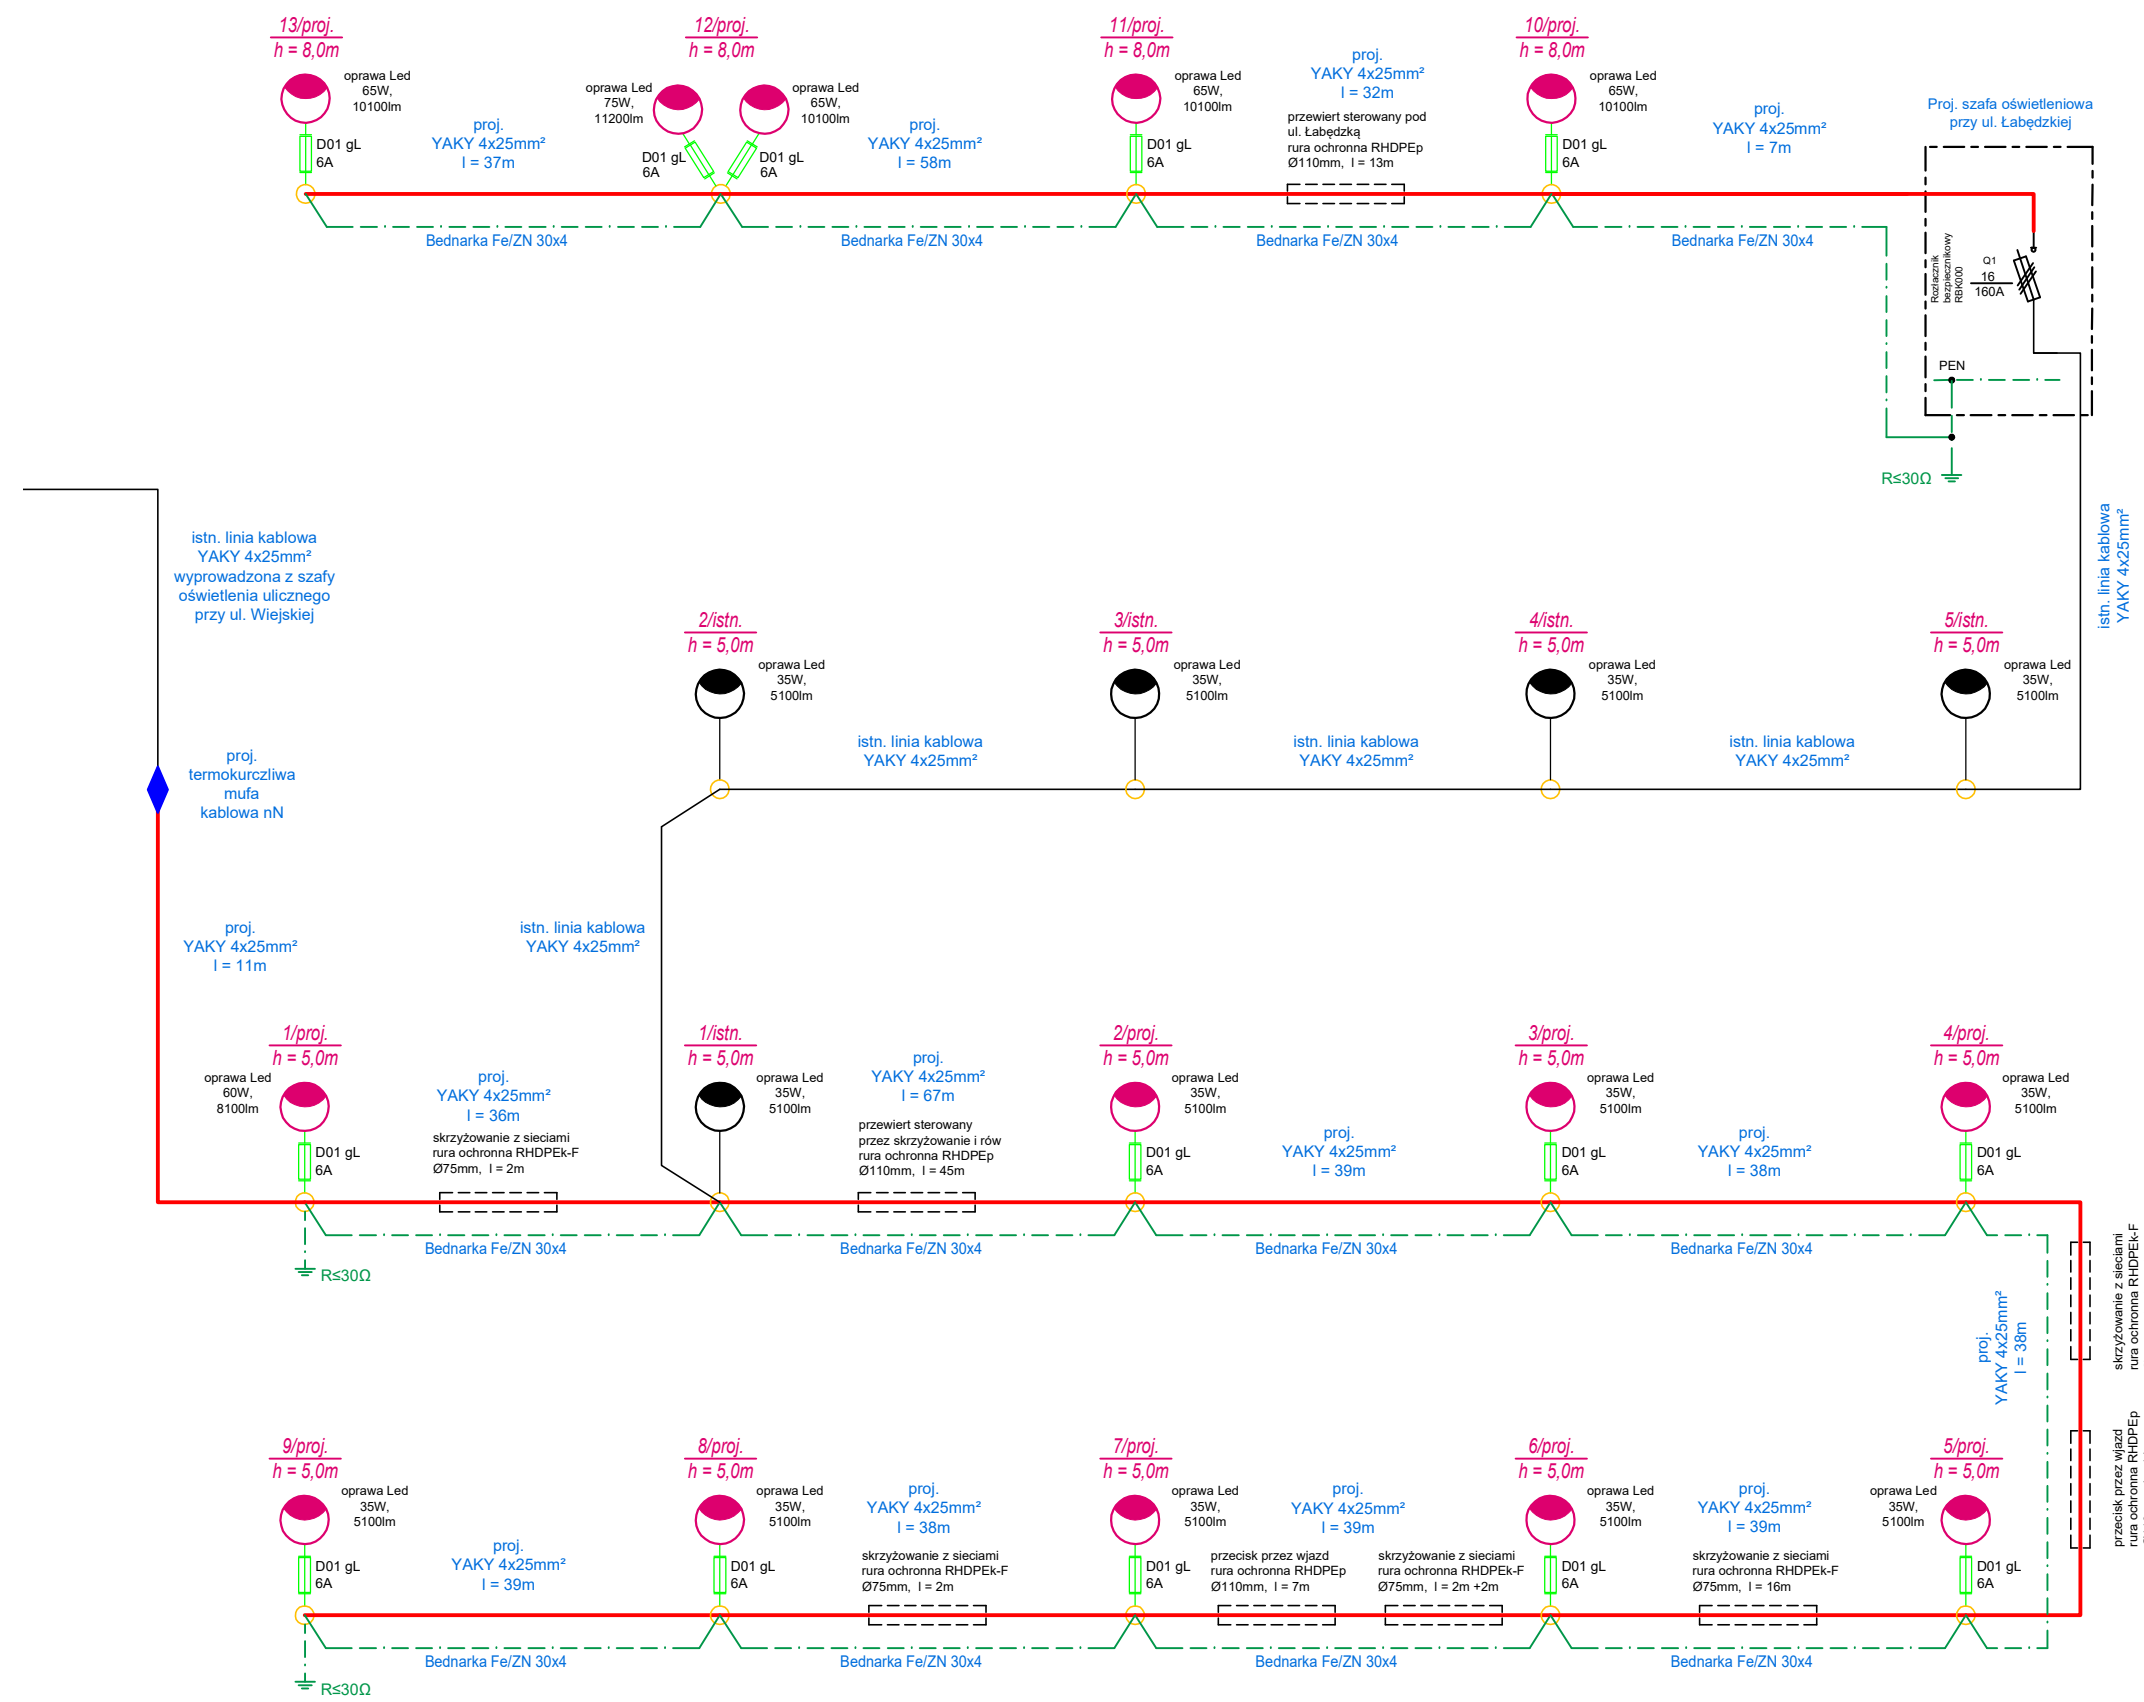 13/proj.
h = 8,0m
oprawa Led
65W,
10100lm
D01 gL
6A
proj.
YAKY 4x25mm²
l = 37m
12/proj.
h = 8,0m
oprawa Led
75W,
11200lm
oprawa Led
65W,
10100lm
D01 gL
6A
D01 gL
6A
proj.
YAKY 4x25mm²
l = 58m
11/proj.
h = 8,0m
oprawa Led
65W,
10100lm
D01 gL
6A
proj.
YAKY 4x25mm²
l = 32m
przewiert sterowany pod
ul. Łabędzką
rura ochronna RHDPEp
Ø110mm, l = 13m
10/proj.
h = 8,0m
oprawa Led
65W,
10100lm
D01 gL
6A
proj.
YAKY 4x25mm²
l = 7m
Proj. szafa oświetleniowa
przy ul. Łabędzkiej
Bednarka Fe/ZN 30x4
Bednarka Fe/ZN 30x4
Bednarka Fe/ZN 30x4
Bednarka Fe/ZN 30x4
Rozłacznik
bezpiecznikowy
RBK000
Q1
16
160A
PEN
R≤30Ω
istn. linia kablowa
YAKY 4x25mm²
istn. linia kablowa
YAKY 4x25mm²
wyprowadzona z szafy
oświetlenia ulicznego
przy ul. Wiejskiej
2/istn.
h = 5,0m
oprawa Led
35W,
5100lm
3/istn.
h = 5,0m
oprawa Led
35W,
5100lm
4/istn.
h = 5,0m
oprawa Led
35W,
5100lm
5/istn.
h = 5,0m
oprawa Led
35W,
5100lm
istn. linia kablowa
YAKY 4x25mm²
istn. linia kablowa
YAKY 4x25mm²
istn. linia kablowa
YAKY 4x25mm²
proj.
termokurczliwa
mufa
kablowa nN
proj.
YAKY 4x25mm²
l = 11m
istn. linia kablowa
YAKY 4x25mm²
1/proj.
h = 5,0m
oprawa Led
60W,
8100lm
D01 gL
6A
proj.
YAKY 4x25mm²
l = 36m
skrzyżowanie z sieciami
rura ochronna RHDPEk-F
Ø75mm, l = 2m
1/istn.
h = 5,0m
oprawa Led
35W,
5100lm
proj.
YAKY 4x25mm²
l = 67m
przewiert sterowany
przez skrzyżowanie i rów
rura ochronna RHDPEp
Ø110mm, l = 45m
2/proj.
h = 5,0m
oprawa Led
35W,
5100lm
D01 gL
6A
proj.
YAKY 4x25mm²
l = 39m
3/proj.
h = 5,0m
oprawa Led
35W,
5100lm
D01 gL
6A
proj.
YAKY 4x25mm²
l = 38m
4/proj.
h = 5,0m
oprawa Led
35W,
5100lm
D01 gL
6A
Bednarka Fe/ZN 30x4
Bednarka Fe/ZN 30x4
Bednarka Fe/ZN 30x4
Bednarka Fe/ZN 30x4
R≤30Ω
proj.
YAKY 4x25mm²
l = 38m
skrzyżowanie z sieciami
rura ochronna RHDPEk-F
przecisk przez wjazd
rura ochronna RHDPEp
9/proj.
h = 5,0m
oprawa Led
35W,
5100lm
D01 gL
6A
proj.
YAKY 4x25mm²
l = 39m
8/proj.
h = 5,0m
oprawa Led
35W,
5100lm
D01 gL
6A
proj.
YAKY 4x25mm²
l = 38m
skrzyżowanie z sieciami
rura ochronna RHDPEk-F
Ø75mm, l = 2m
7/proj.
h = 5,0m
oprawa Led
35W,
5100lm
D01 gL
6A
proj.
YAKY 4x25mm²
l = 39m
przecisk przez wjazd
rura ochronna RHDPEp
Ø110mm, l = 7m
skrzyżowanie z sieciami
rura ochronna RHDPEk-F
Ø75mm, l = 2m +2m
6/proj.
h = 5,0m
oprawa Led
35W,
5100lm
D01 gL
6A
proj.
YAKY 4x25mm²
l = 39m
skrzyżowanie z sieciami
rura ochronna RHDPEk-F
Ø75mm, l = 16m
5/proj.
h = 5,0m
oprawa Led
35W,
5100lm
D01 gL
6A
Bednarka Fe/ZN 30x4
Bednarka Fe/ZN 30x4
Bednarka Fe/ZN 30x4
Bednarka Fe/ZN 30x4
R≤30Ω